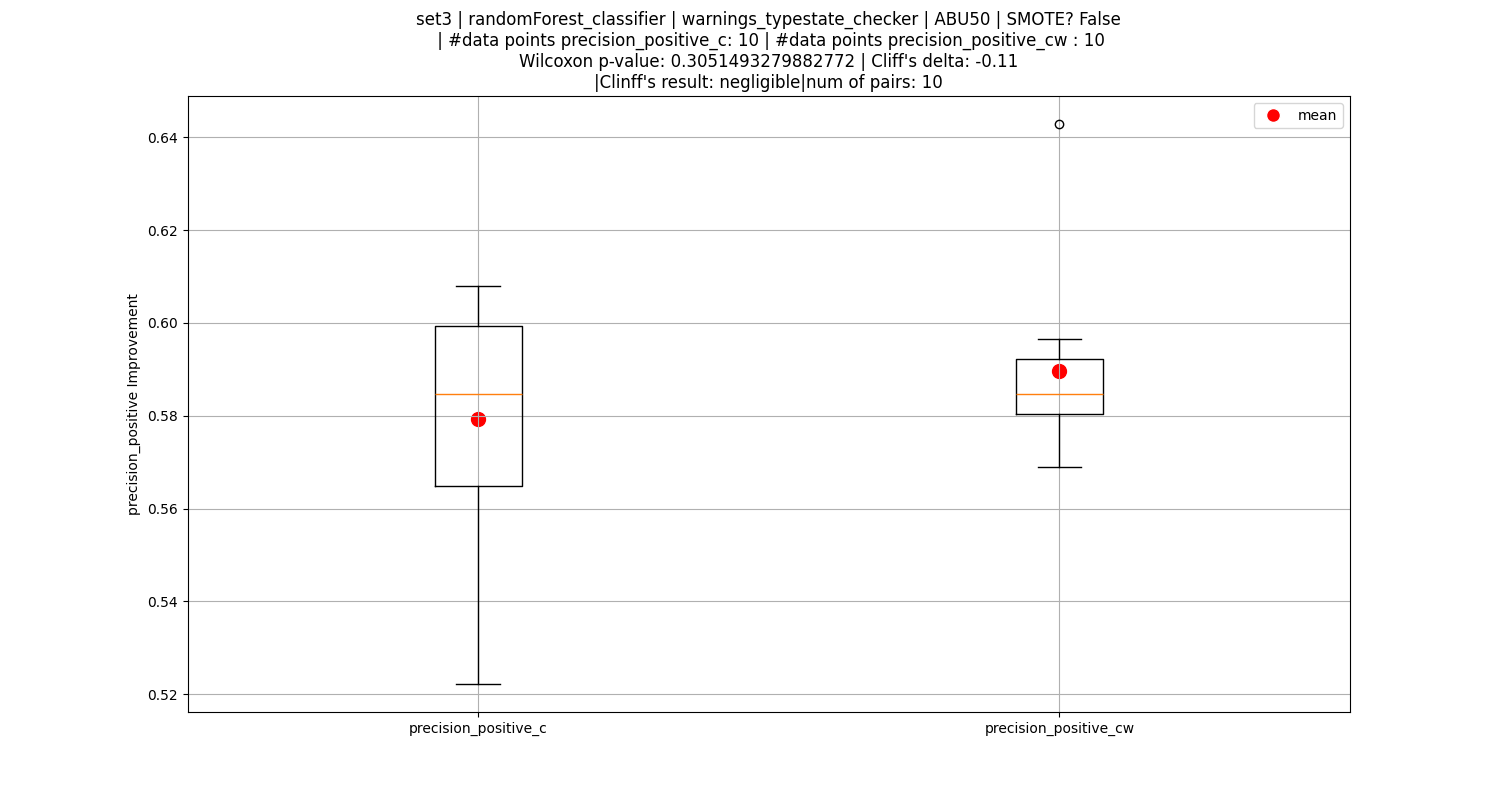 set3 | randomForest_classifier | warnings_typestate_checker | ABU50 | SMOTE? False
| #data points precision_positive_c: 10 | #data points precision_positive_cw : 10
Wilcoxon p-value: 0.3051493279882772 | Cliff's delta: -0.11
|Clinff's result: negligible|num of pairs: 10
mean
0.64
0.62
0.60
0.58
0.56
0.54
0.52
precision_positive Improvement
precision_positive_c
precision_positive_cw